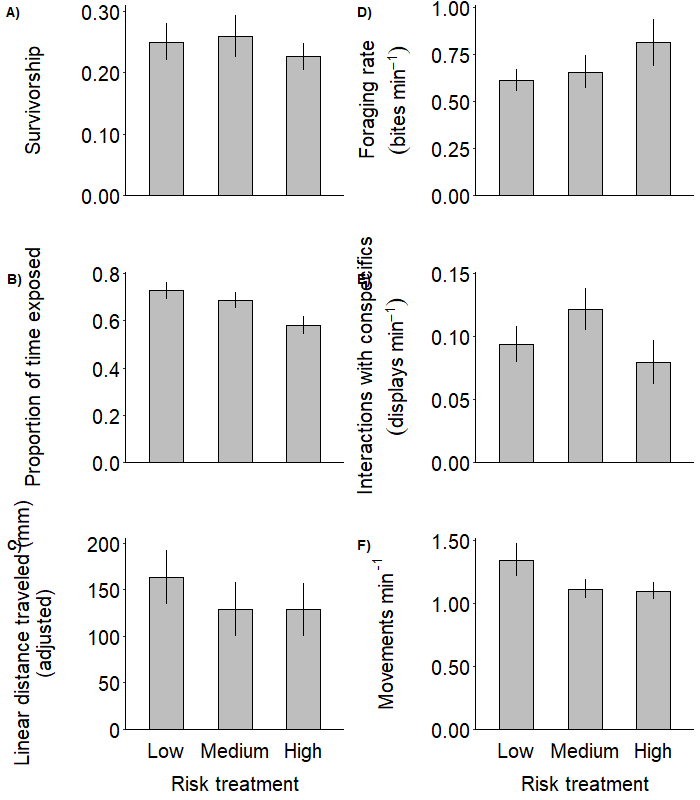 A)
Survivorship
0.30
0.20
0.10
0.00
D)
Foraging rate
(bites min⁻¹)
1.00
0.75
0.50
0.25
0.00
B)
Proportion of time exposed
0.8
0.6
0.4
0.2
0.0
E)
Interactions with conspecifics
(displays min⁻¹)
0.15
0.10
0.05
0.00
C)
Linear distance traveled (mm)
(adjusted)
200
150
100
50
0
Low Medium High
Risk treatment
F)
Movements min⁻¹
1.50
1.00
0.50
0.00
Low Medium High
Risk treatment